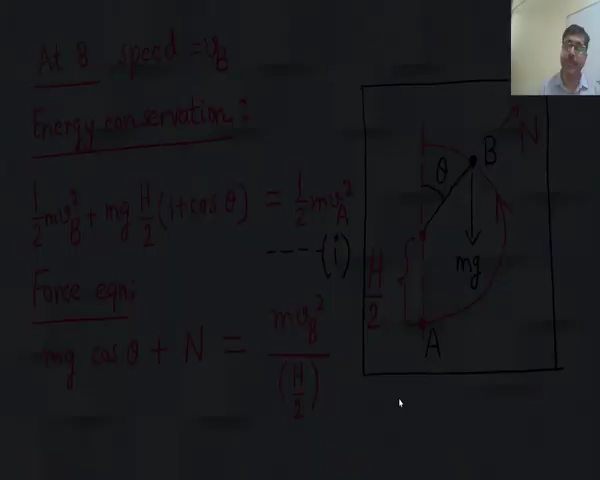 At B speed = v_B
Energy conservation:
1/2 mv_B^2 + mg H/2 (1+cos θ) = 1/2 mv_A^2
----(i)
Force eqn:
mg cos θ + N = mv_B^2/(H/2)
N
B
θ
mg
H/2
A